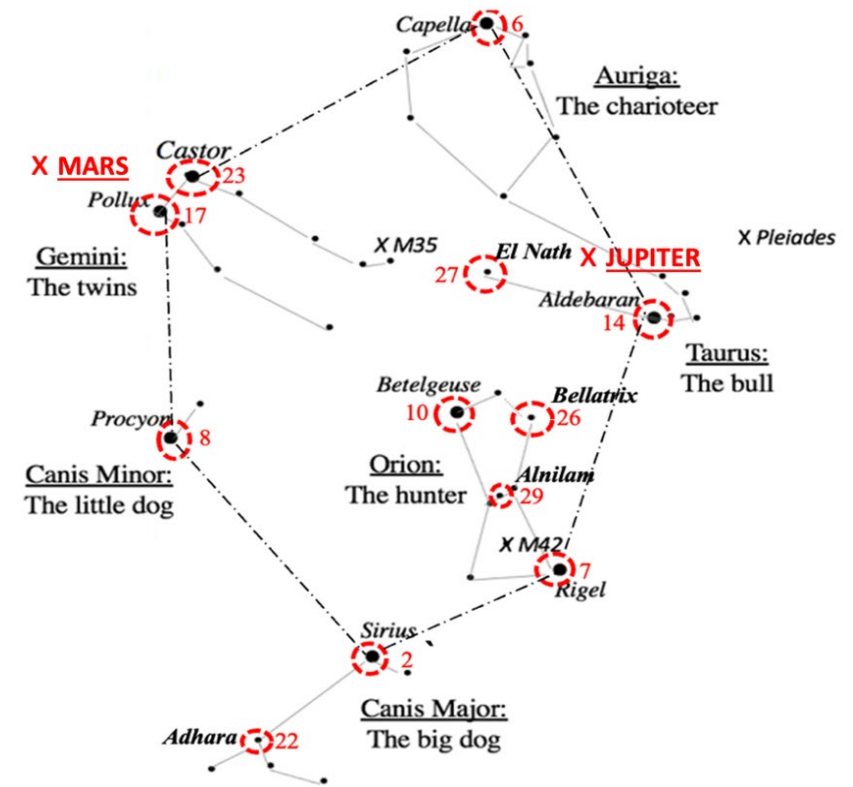 Capella 6
Auriga:
The charioteer
Castor
X MARS
23
Pollux 17
X Pleiades
X M35
El Nath
X JUPITER
Gemini:
The twins
27
Aldebaran
14
Taurus:
The bull
Betelgeuse
10
Bellatrix
26
Procyon
8
Orion:
The hunter
Canis Minor:
The little dog
Alnilam
29
X M42
7
Rigel
Sirius
2
Canis Major:
The big dog
Adhara 22